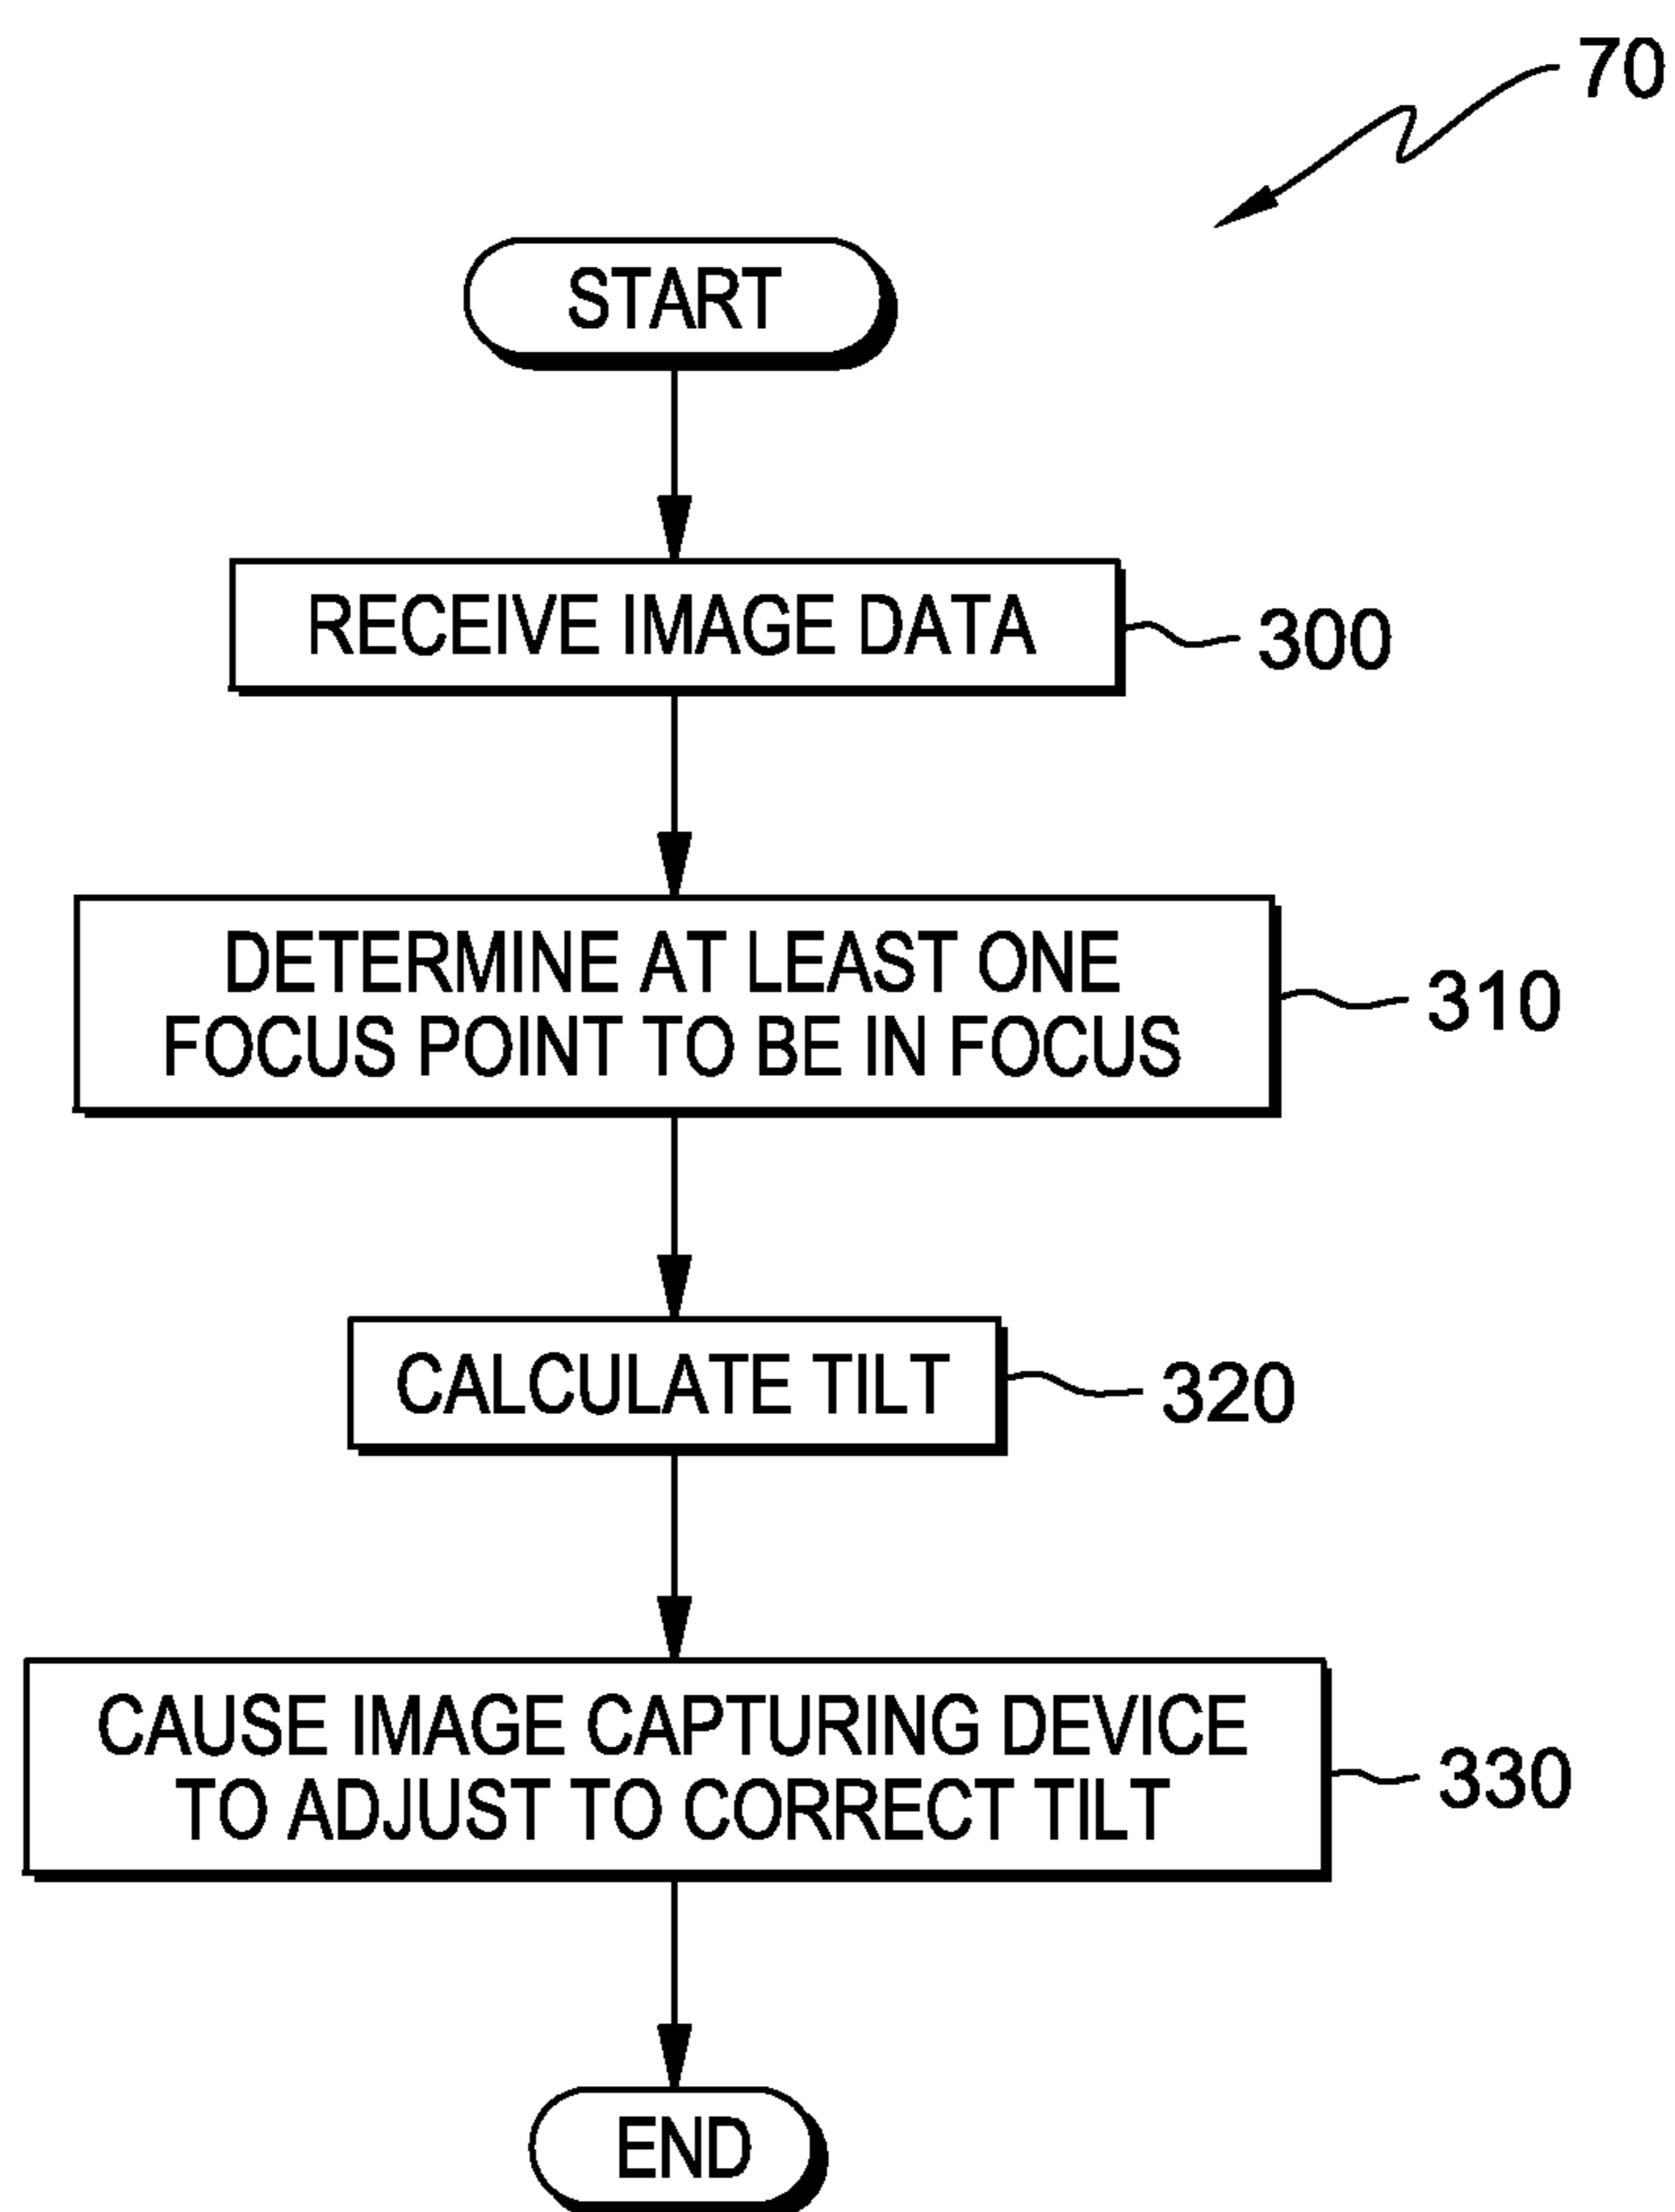 70
START
RECEIVE IMAGE DATA
300
DETERMINE AT LEAST ONE
FOCUS POINT TO BE IN FOCUS
310
CALCULATE TILT
320
CAUSE IMAGE CAPTURING DEVICE
TO ADJUST TO CORRECT TILT
330
END